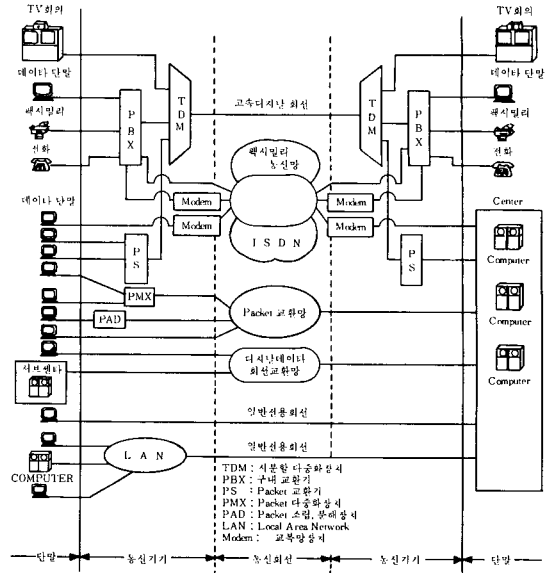 TV회의
데이타 단말
팩시밀리
전화
데이타 단말
서브쎈타
COMPUTER
PBX
TDM
PS
Modem
Modem
PMX
PAD
LAN
고속디지날 회선
팩시밀리
통신망
ISDN
Packet 교환망
디지날데이타
회선교환망
일반전용회선
일반전용회선
TV회의
데이타 단말
팩시밀리
전화
TDM
PBX
Modem
Modem
PS
Center
Computer
Computer
Computer
TDM : 시분할 다중화장치
PBX : 구내 교환기
PS : Packet 교환기
PMX : Packet 다중화장치
PAD : Packet 조립, 분해장치
LAN : Local Area Network
Modem :
단말 통신기기 통신회선 통신기기 단말